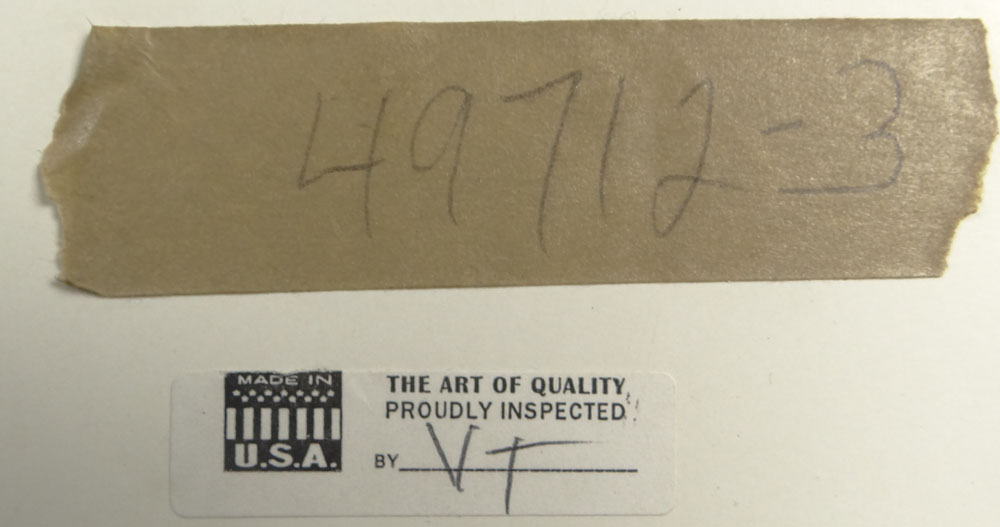 49712-3
MADE IN
U.S.A.
THE ART OF QUALITY,
PROUDLY INSPECTED
BY VT